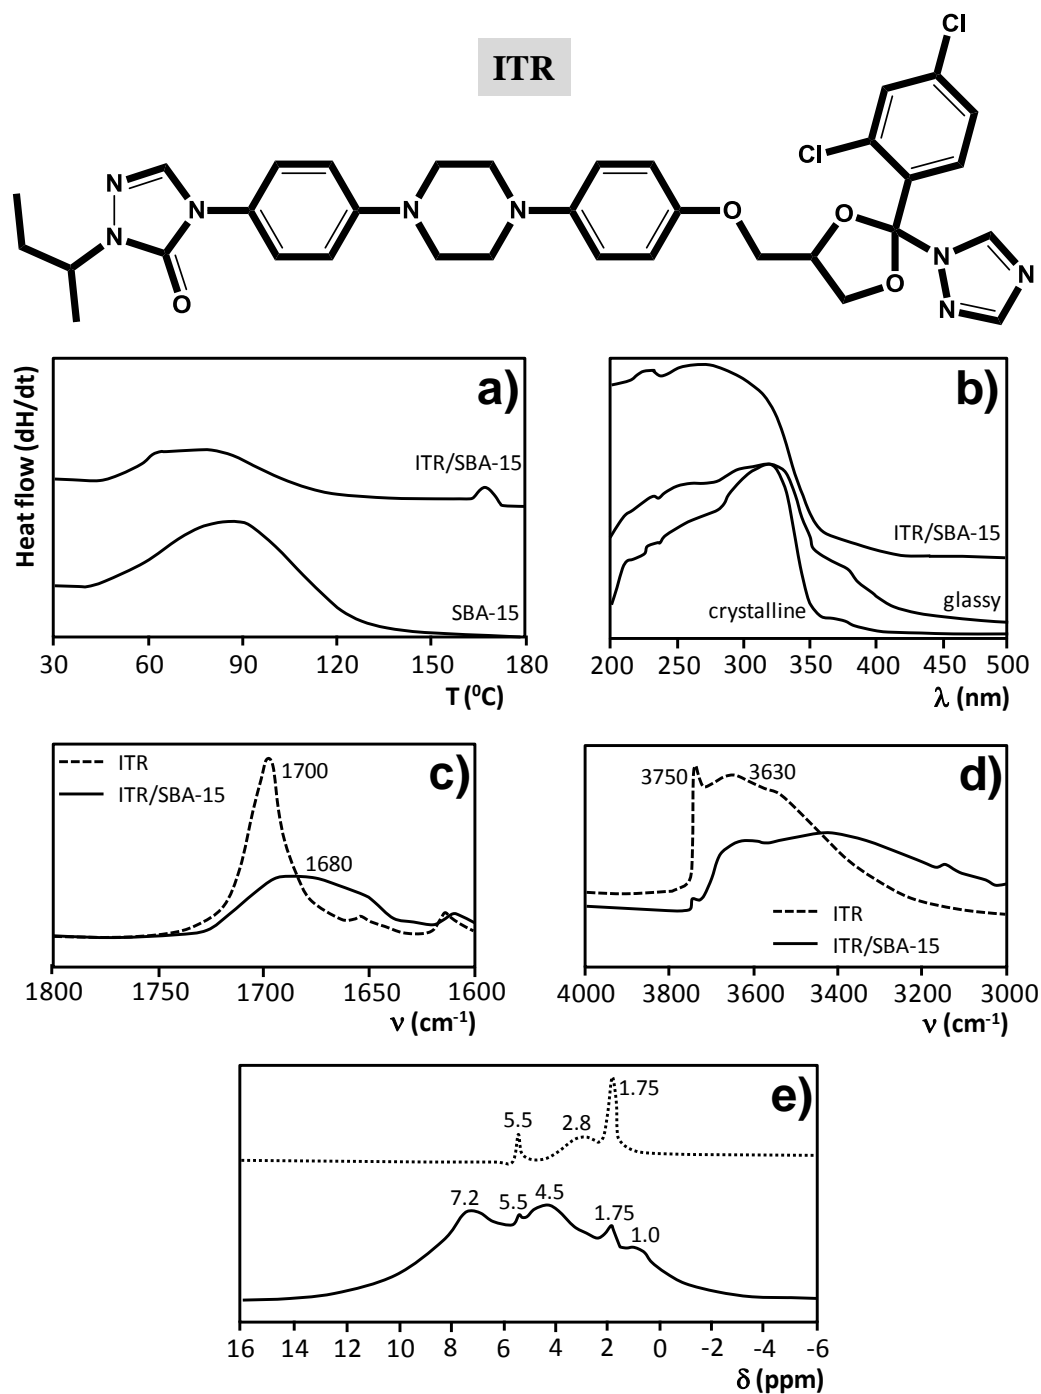 ITR
Cl
Cl
N
N
N
O
N
N
O
O
O
N
N
N
Heat flow (dH/dt)
a)
ITR/SBA-15
SBA-15
30 60 90 120 150 180
T (⁰C)
b)
ITR/SBA-15
glassy
crystalline
200 250 300 350 400 450 500
λ (nm)
ITR
ITR/SBA-15
c)
1700
1680
1800 1750 1700 1650 1600
ν (cm⁻¹)
d)
3750
3630
ITR
ITR/SBA-15
4000 3800 3600 3400 3200 3000
ν (cm⁻¹)
e)
5.5 2.8 1.75
7.2 5.5 4.5 1.75 1.0
16 14 12 10 8 6 4 2 0 -2 -4 -6
δ (ppm)